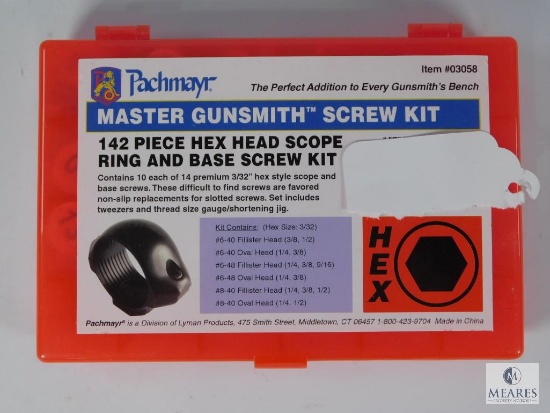 Item #03058
Pachmayr®
The Perfect Addition to Every Gunsmith's Bench
MASTER GUNSMITH™ SCREW KIT
142 PIECE HEX HEAD SCOPE
RING AND BASE SCREW KIT
Contains 10 each of 14 premium 3/32" hex style scope and
base screws. These difficult to find screws are favored
non-slip replacements for slotted screws. Set includes
tweezers and thread size gauge/shortening jig.
Kit Contains: (Hex Size: 3/32)
#6-40 Fillister Head (3/8, 1/2)
#6-40 Oval Head (1/4, 3/8)
#6-48 Fillister Head (1/4, 3/8, 9/16)
#6-48 Oval Head (1/4, 3/8)
#8-40 Fillister Head (1/4, 3/8, 1/2)
#8-40 Oval Head (1/4, 1/2)
HEX
Pachmayr® is a Division of Lyman Products, 475 Smith Street, Middletown, CT 06457 1-800-423-9704 Made in China
MEARES